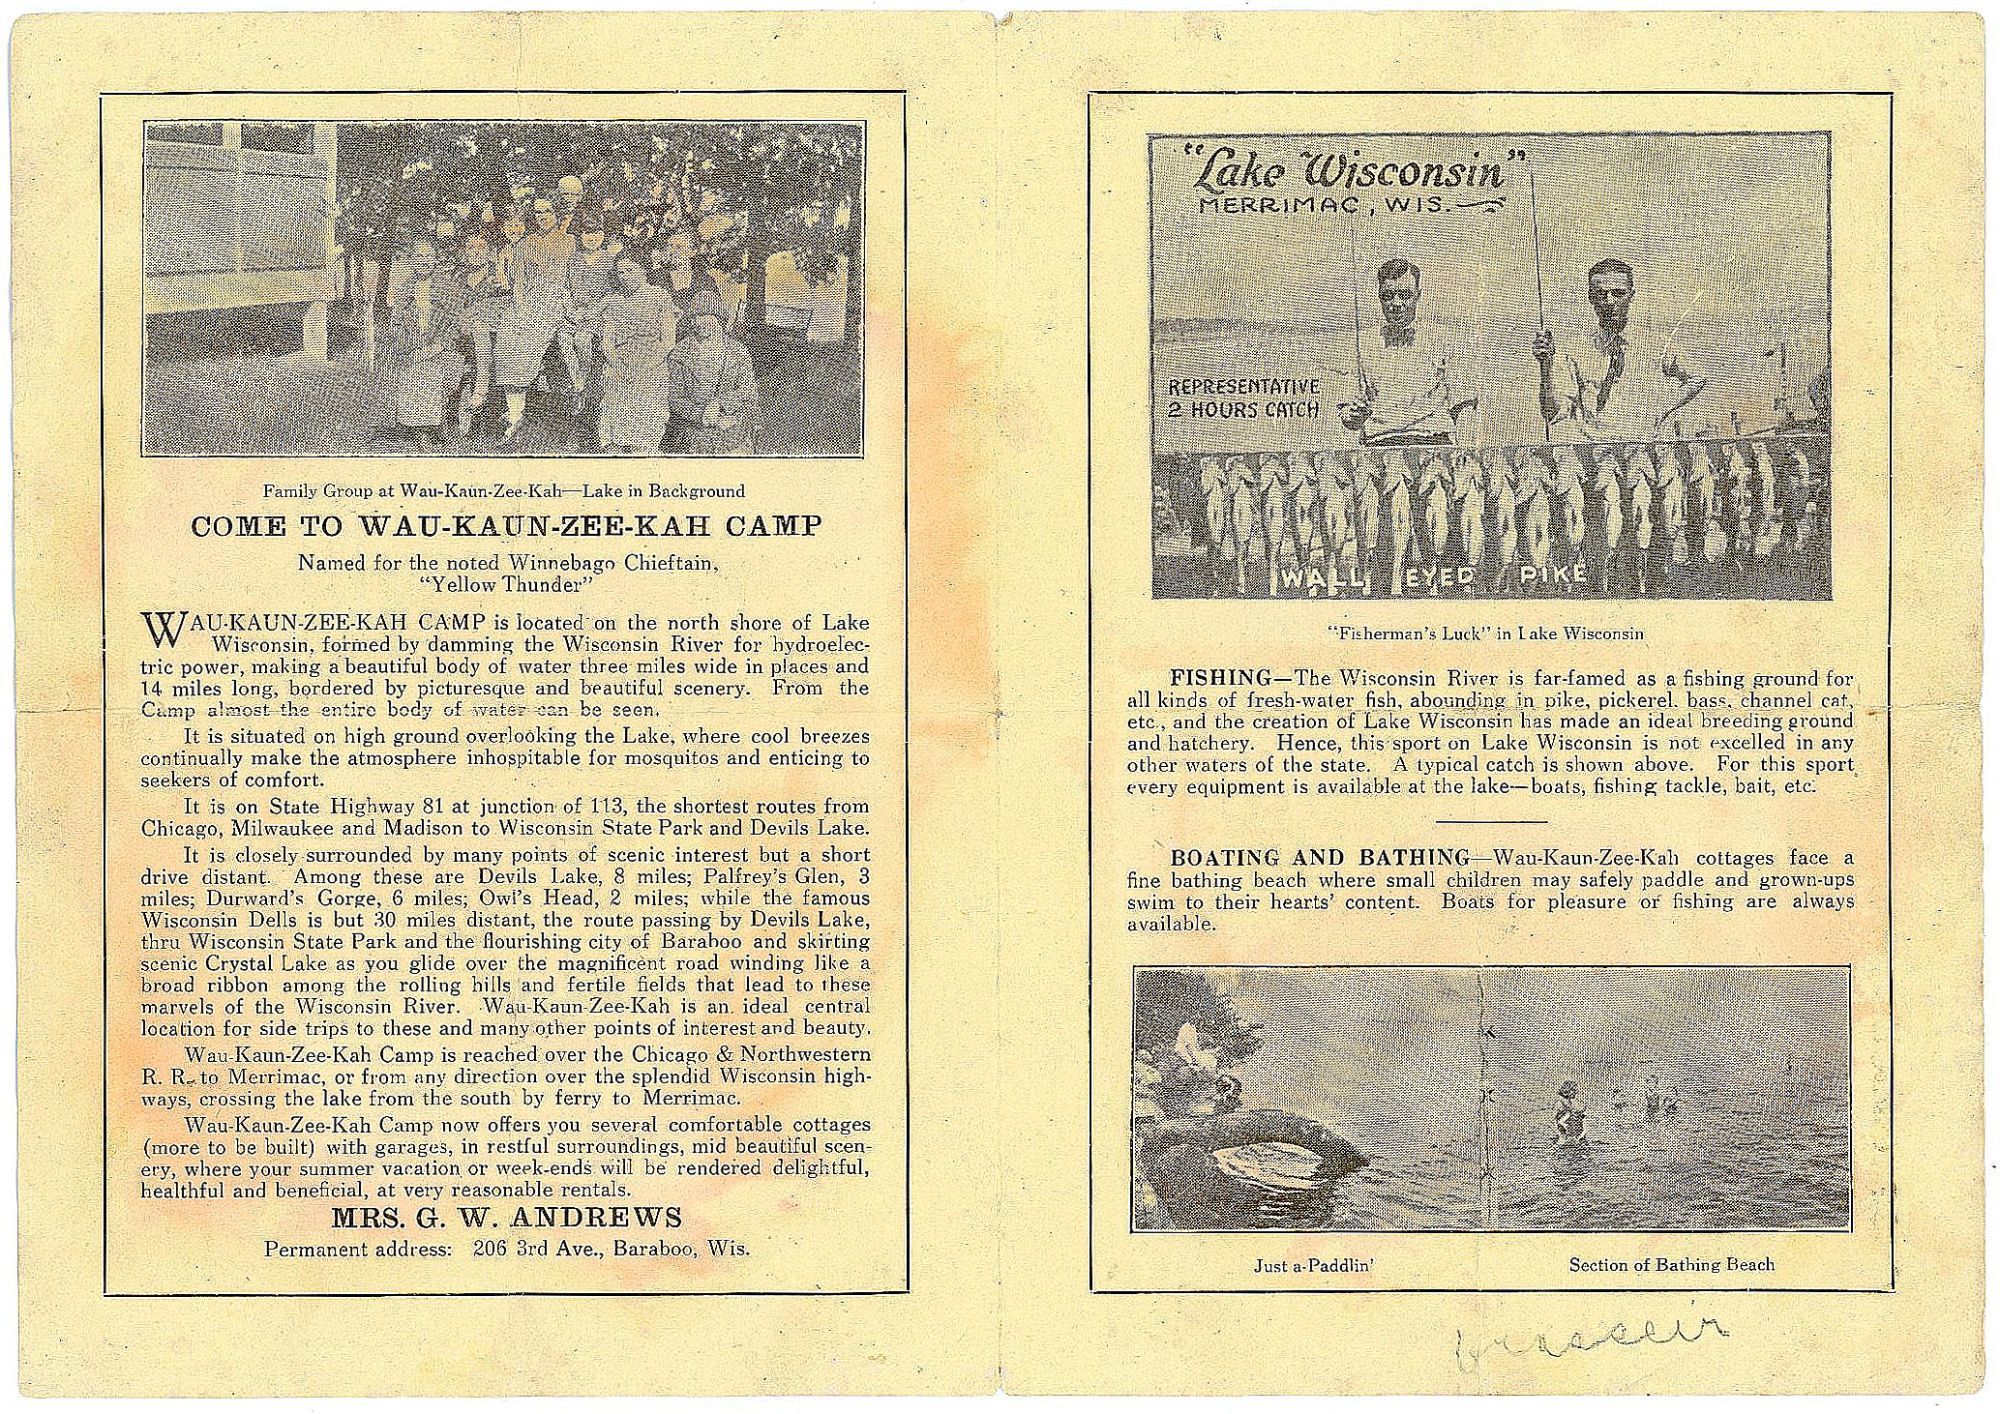 Family Group at Wau-Kaun-Zee-Kah—Lake in Background
COME TO WAU-KAUN-ZEE-KAH CAMP
Named for the noted Winnebago Chieftain,
"Yellow Thunder"
WAU-KAUN-ZEE-KAH CAMP is located on the north shore of Lake
Wisconsin, formed by damming the Wisconsin River for hydroelec-
tric power, making a beautiful body of water three miles wide in places and
14 miles long, bordered by picturesque and beautiful scenery. From the
Camp almost the entire body of water can be seen.
It is situated on high ground overlooking the Lake, where cool breezes
continually make the atmosphere inhospitable for mosquitos and enticing to
seekers of comfort.
It is on State Highway 81 at junction of 113, the shortest routes from
Chicago, Milwaukee and Madison to Wisconsin State Park and Devils Lake.
It is closely surrounded by many points of scenic interest but a short
drive distant. Among these are Devils Lake, 8 miles; Palfrey's Glen, 3
miles; Durward's Gorge, 6 miles; Owl's Head, 2 miles; while the famous
Wisconsin Dells is but 30 miles distant, the route passing by Devils Lake,
thru Wisconsin State Park and the flourishing city of Baraboo and skirting
scenic Crystal Lake as you glide over the magnificent road winding like a
broad ribbon among the rolling hills and fertile fields that lead to these
marvels of the Wisconsin River. Wau-Kaun-Zee-Kah is an ideal central
location for side trips to these and many other points of interest and beauty.
Wau-Kaun-Zee-Kah Camp is reached over the Chicago & Northwestern
R. R. to Merrimac, or from any direction over the splendid Wisconsin high-
ways, crossing the lake from the south by ferry to Merrimac.
Wau-Kaun-Zee-Kah Camp now offers you several comfortable cottages
(more to be built) with garages, in restful surroundings, mid beautiful scen-
ery, where your summer vacation or week-ends will be rendered delightful,
healthful and beneficial, at very reasonable rentals.
MRS. G. W. ANDREWS
Permanent address: 206 3rd Ave., Baraboo, Wis.
"Lake Wisconsin"
MERRIMAC, WIS.
REPRESENTATIVE
2 HOURS CATCH
WALL EYED PIKE
"Fisherman's Luck" in Lake Wisconsin
FISHING—The Wisconsin River is far-famed as a fishing ground for
all kinds of fresh-water fish, abounding in pike, pickerel, bass, channel cat,
etc., and the creation of Lake Wisconsin has made an ideal breeding ground
and hatchery. Hence, this sport on Lake Wisconsin is not excelled in any
other waters of the state. A typical catch is shown above. For this sport
every equipment is available at the lake—boats, fishing tackle, bait, etc.
BOATING AND BATHING—Wau-Kaun-Zee-Kah cottages face a
fine bathing beach where small children may safely paddle and grown-ups
swim to their hearts' content. Boats for pleasure or fishing are always
available.
Just a-Paddlin'
Section of Bathing Beach